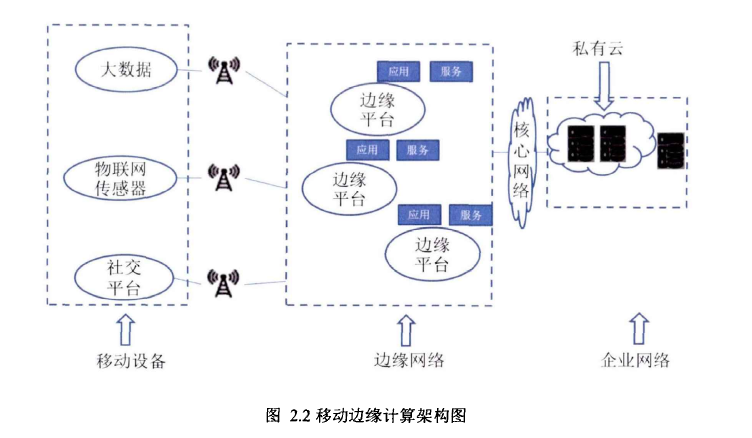 私有云
大数据
应用 服务
边缘
平台
核
心
网
络
应用 服务
物联网
传感器
边缘
平台
应用 服务
边缘
平台
社交
平台
移动设备
边缘网络
企业网络
图 2.2 移动边缘计算架构图